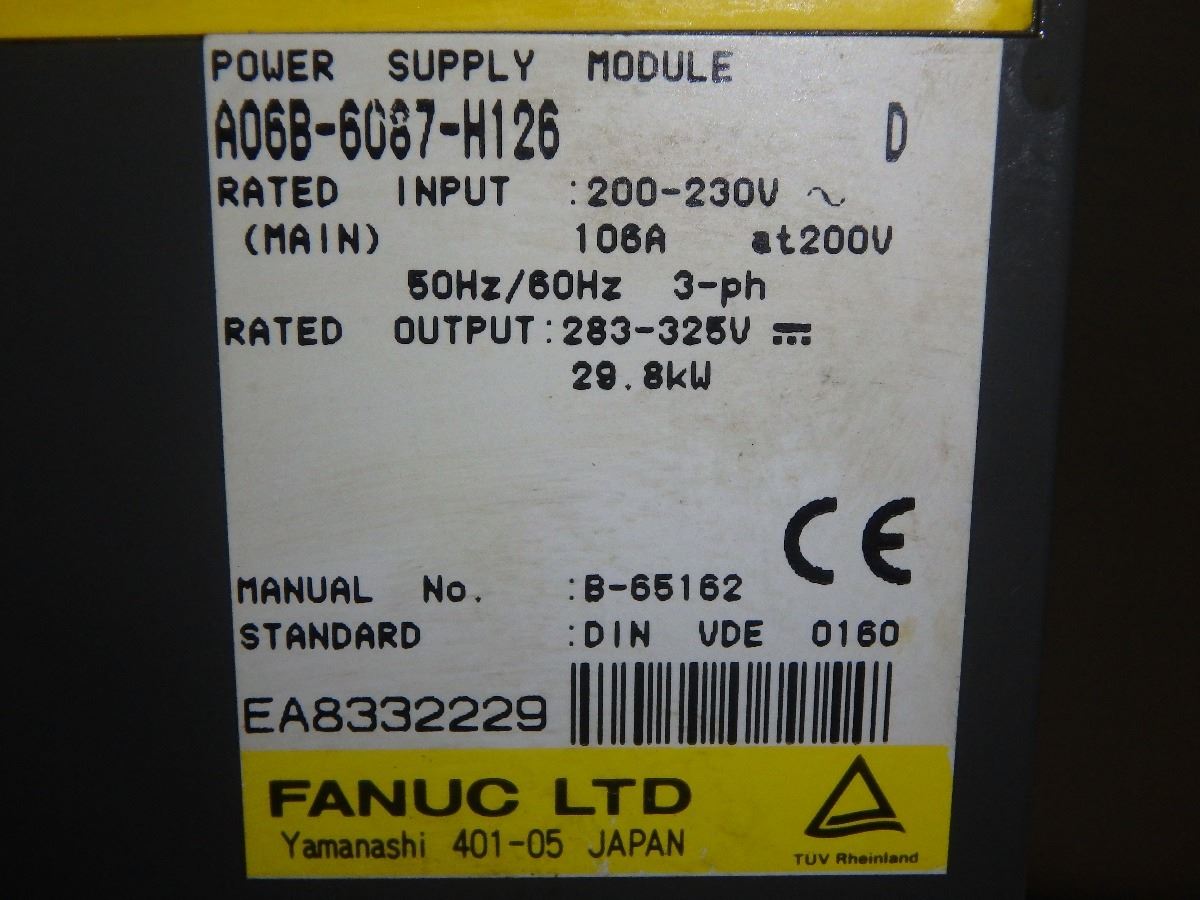 POWER SUPPLY MODULE
A06B-6087-H126 D
RATED INPUT :200-230V ∿
(MAIN) 106A at200V
50Hz/60Hz 3-ph
RATED OUTPUT:283-325V ⎓
29.8kW
CE
MANUAL No. :B-65162
STANDARD :DIN VDE 0160
EA8332229
FANUC LTD
Yamanashi 401-05 JAPAN
TÜV Rheinland